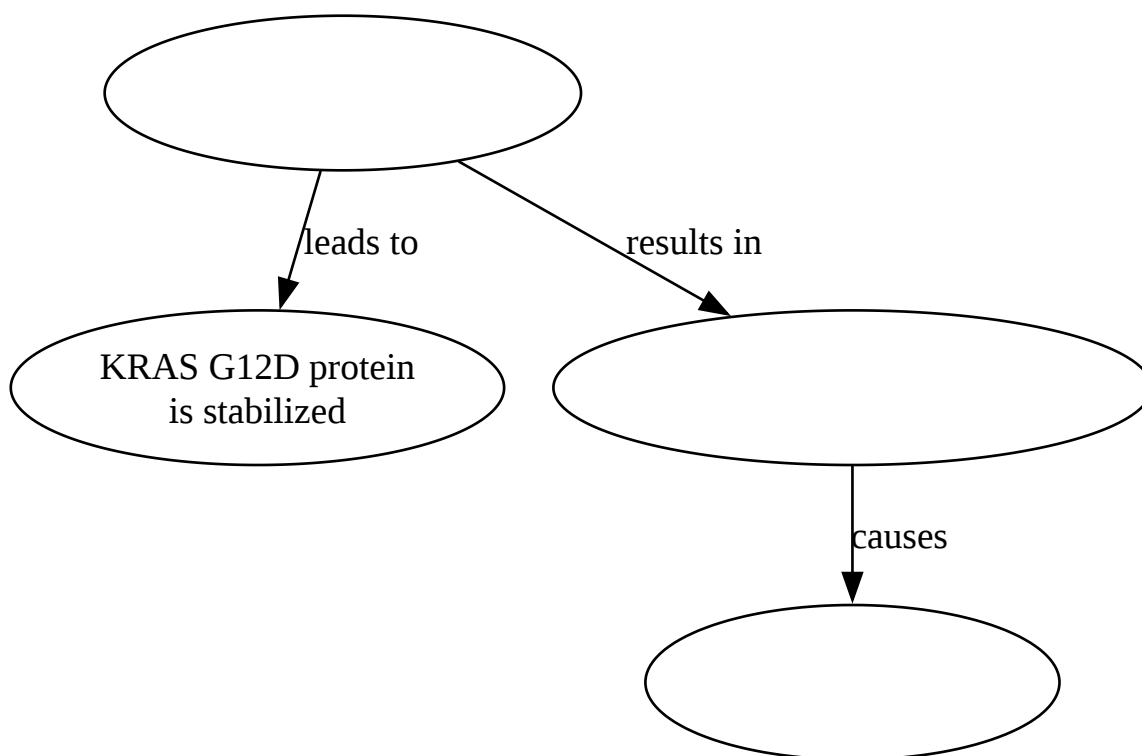 leads to
results in
KRAS G12D protein
is stabilized
causes